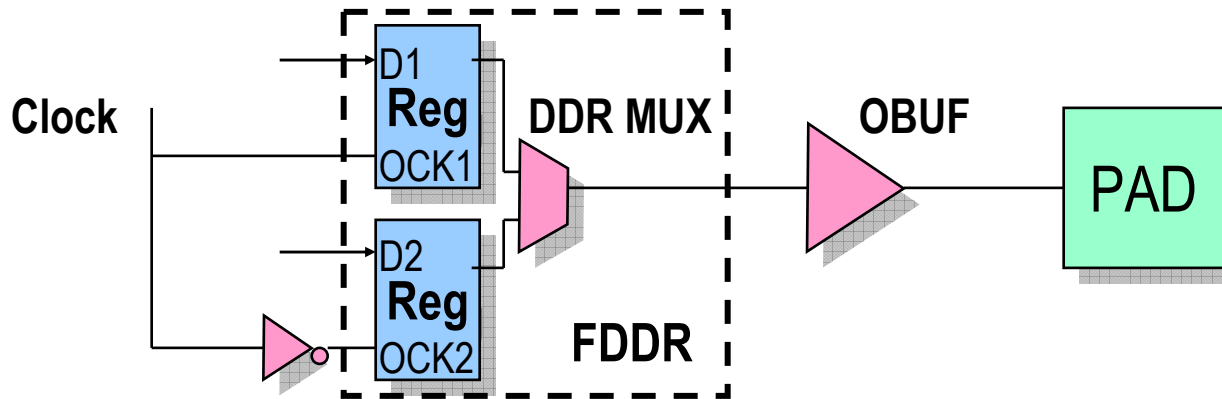 Clock
D1
Reg
OCK1
DDR MUX
OBUF
PAD
D2
Reg
OCK2
FDDR